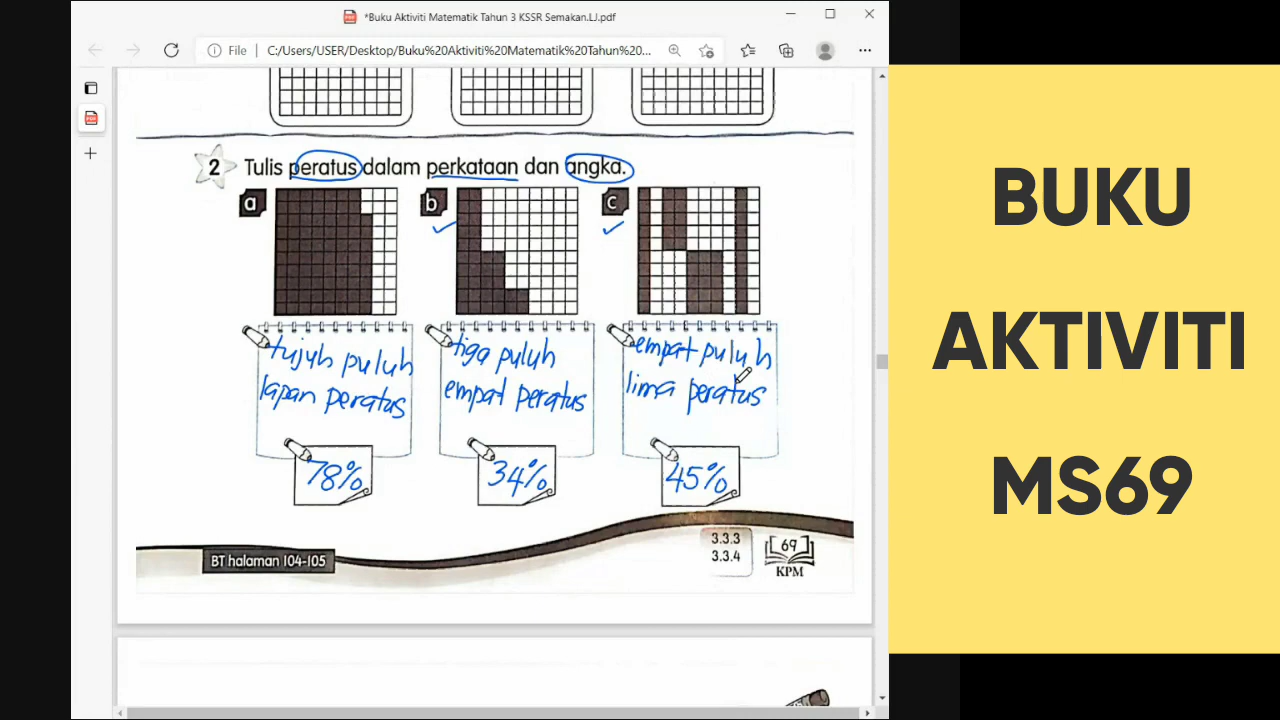 *Buku Aktiviti Matematik Tahun 3 KSSR Semakan.LJ.pdf
File | C:/Users/USER/Desktop/Buku%20Aktiviti%20Matematik%20Tahun%20...
2 Tulis peratus dalam perkataan dan angka.
a b c
tujuh puluh
lapan peratus
78%
tiga puluh
empat peratus
34%
empat puluh
lima peratus
45%
BT halaman 104-105
3.3.3
3.3.4
69
KPM
BUKU
AKTIVITI
MS69